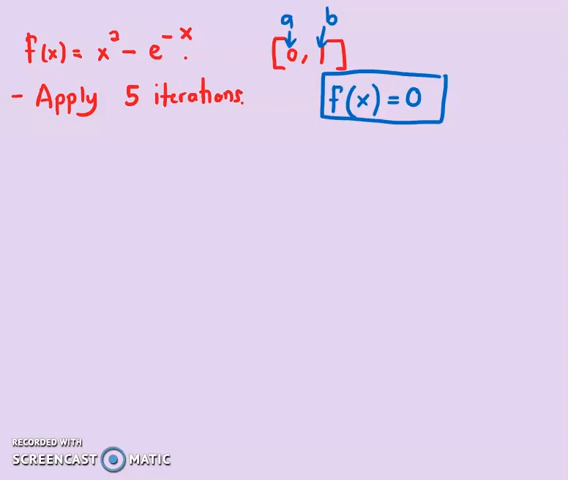 a b
f(x) = x² - e⁻ˣ. [0, 1]
- Apply 5 iterations.
f(x) = 0
RECORDED WITH
SCREENCAST MATIC